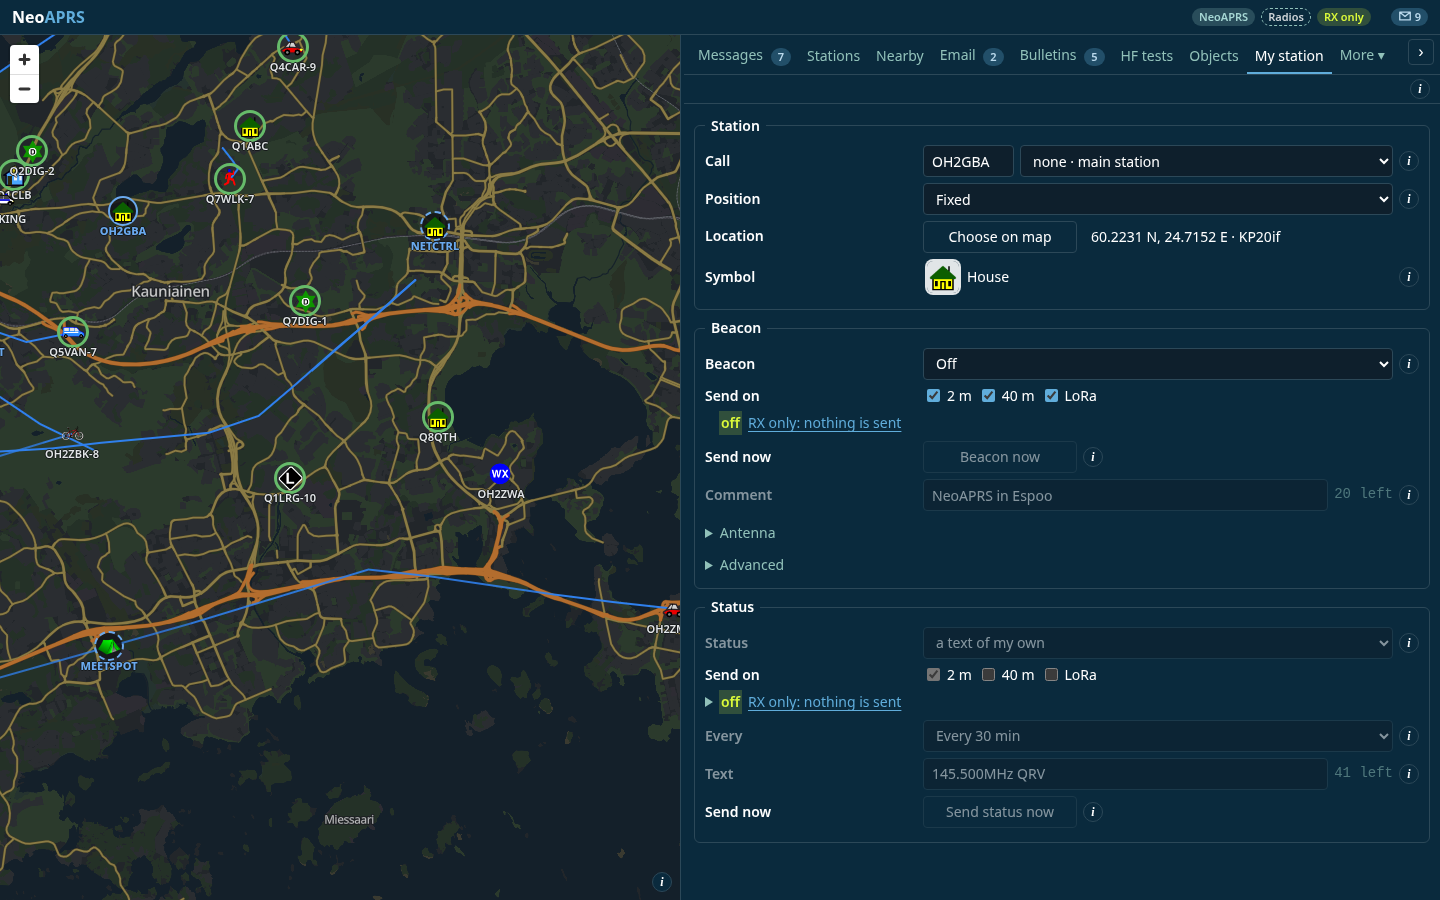 NeoAPRS
NeoAPRS Radios RX only 9
+
−
Q4CAR-9
Q1ABC
D
Q2DIG-2
Q7WLK-7
KING
OH2GBA
NETCTRL
Kauniainen
D
Q7DIG-1
Q5VAN-7
Q8QTH
OH2ZBK-8
WX
OH2ZWA
L
Q1LRG-10
MEETSPOT
Miessaari
i
Messages 7 Stations Nearby Email 2 Bulletins 5 HF tests Objects My station More ▾ ›
i
Station
Call OH2GBA none · main station i
Position Fixed i
Location Choose on map 60.2231 N, 24.7152 E · KP20if
Symbol House i
Beacon
Beacon Off i
Send on 2 m 40 m LoRa
off RX only: nothing is sent
Send now Beacon now i
Comment NeoAPRS in Espoo 20 left i
▶ Antenna
▶ Advanced
Status
Status a text of my own i
Send on 2 m 40 m LoRa
▶ off RX only: nothing is sent
Every Every 30 min i
Text 145.500MHz QRV 41 left i
Send now Send status now i